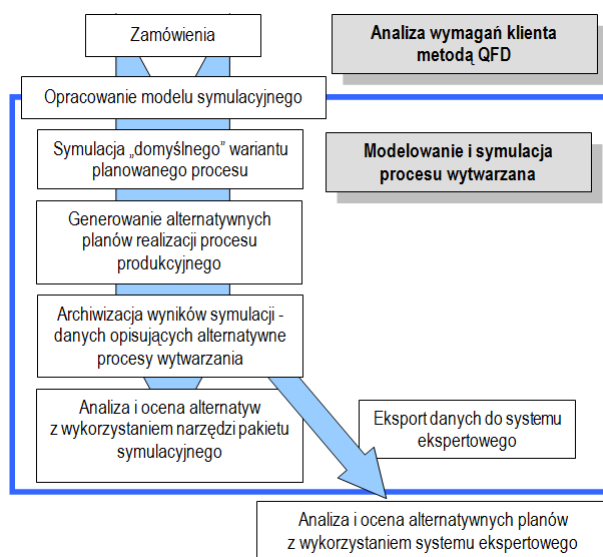 Zamówienia
Analiza wymagań klienta
metodą QFD
Opracowanie modelu symulacyjnego
Symulacja „domyślnego” wariantu
planowanego procesu
Modelowanie i symulacja
procesu wytwarzana
Generowanie alternatywnych
planów realizacji procesu
produkcyjnego
Archiwizacja wyników symulacji -
danych opisujących alternatywne
procesy wytwarzania
Analiza i ocena alternatyw
z wykorzystaniem narzędzi pakietu
symulacyjnego
Eksport danych do systemu
ekspertowego
Analiza i ocena alternatywnych planów
z wykorzystaniem systemu ekspertowego